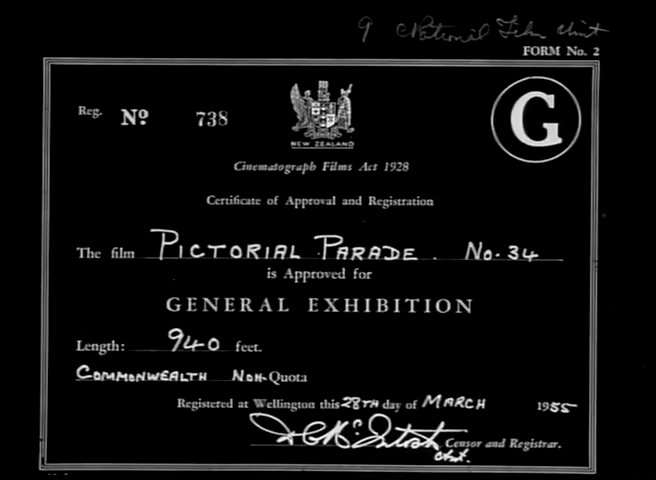 9 National Film Unit
FORM No. 2
Reg. No 738
G
NEW ZEALAND
Cinematograph Films Act 1928
Certificate of Approval and Registration
The film PICTORIAL PARADE. No. 34
is Approved for
GENERAL EXHIBITION
Length: 940 feet.
COMMONWEALTH NON-Quota
Registered at Wellington this 28TH day of MARCH 1955
Censor and Registrar.